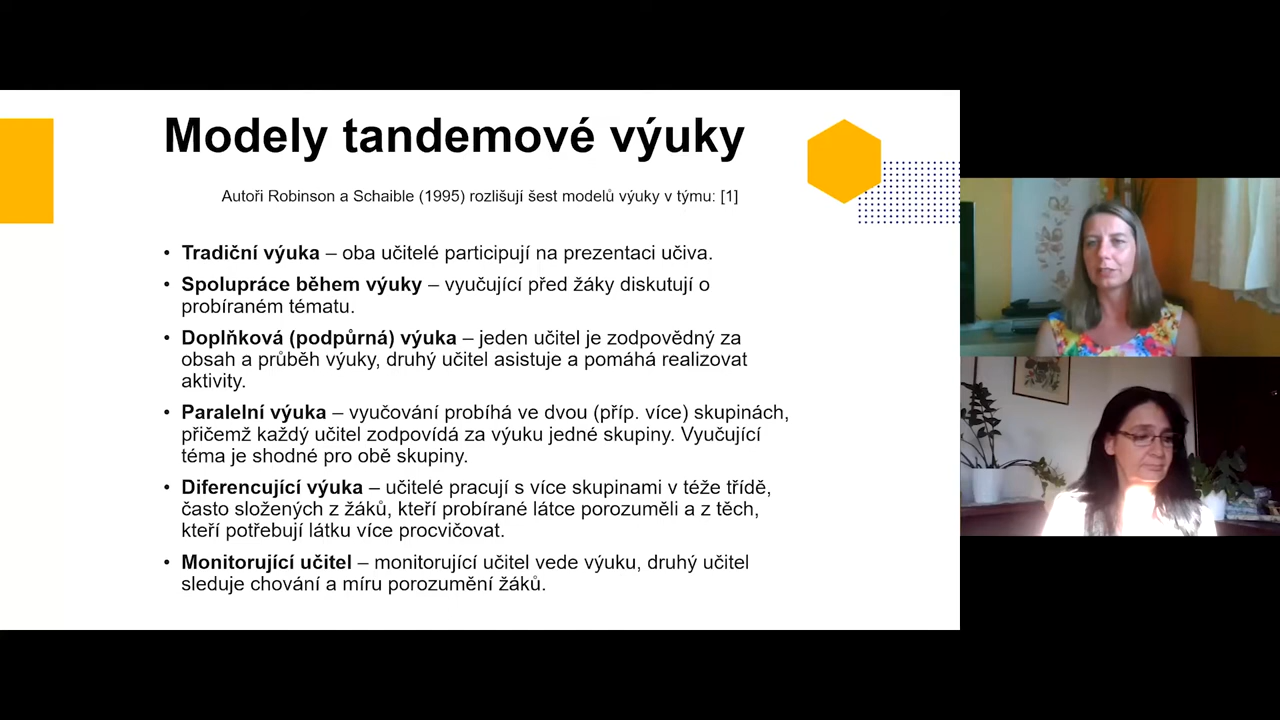 Modely tandemové výuky
Autoři Robinson a Schaible (1995) rozlišují šest modelů výuky v týmu: [1]
• Tradiční výuka – oba učitelé participují na prezentaci učiva.
• Spolupráce během výuky – vyučující před žáky diskutují o
probíraném tématu.
• Doplňková (podpůrná) výuka – jeden učitel je zodpovědný za
obsah a průběh výuky, druhý učitel asistuje a pomáhá realizovat
aktivity.
• Paralelní výuka – vyučování probíhá ve dvou (příp. více) skupinách,
přičemž každý učitel zodpovídá za výuku jedné skupiny. Vyučující
téma je shodné pro obě skupiny.
• Diferencující výuka – učitelé pracují s více skupinami v téže třídě,
často složených z žáků, kteří probírané látce porozuměli a z těch,
kteří potřebují látku více procvičovat.
• Monitorující učitel – monitorující učitel vede výuku, druhý učitel
sleduje chování a míru porozumění žáků.